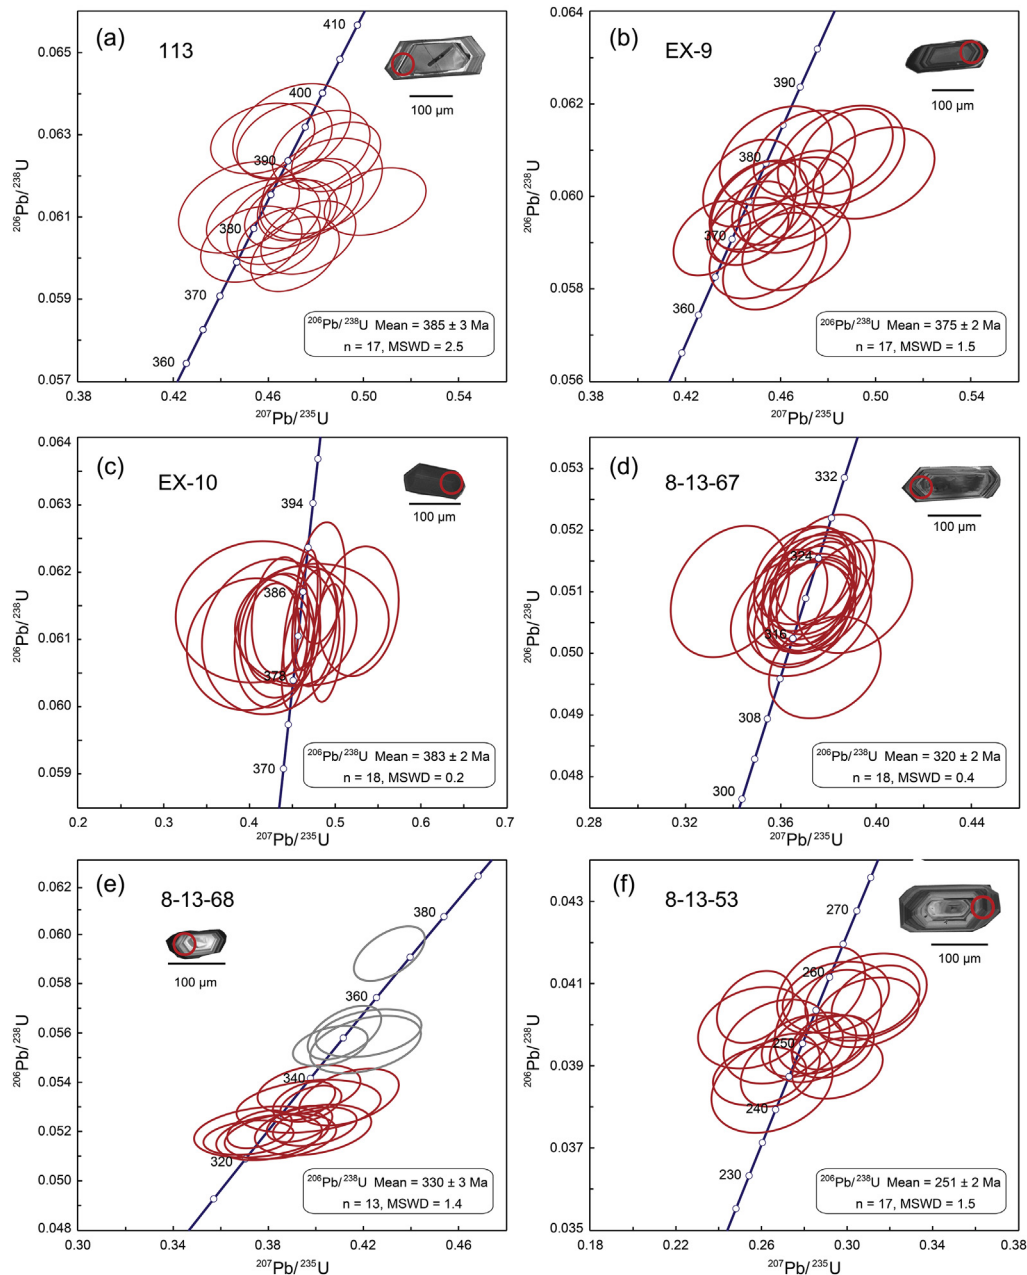 (a) 113
100 µm
410
400
390
380
370
360
0.065
0.063
0.061
0.059
0.057
0.38 0.42 0.46 0.50 0.54
²⁰⁶Pb/²³⁸U
²⁰⁷Pb/²³⁵U
²⁰⁶Pb/²³⁸U Mean = 385 ± 3 Ma
n = 17, MSWD = 2.5
(b) EX-9
100 µm
390
380
370
360
0.064
0.062
0.060
0.058
0.056
0.38 0.42 0.46 0.50 0.54
²⁰⁶Pb/²³⁸U
²⁰⁷Pb/²³⁵U
²⁰⁶Pb/²³⁸U Mean = 375 ± 2 Ma
n = 17, MSWD = 1.5
(c) EX-10
100 µm
394
386
378
370
0.064
0.063
0.062
0.061
0.060
0.059
0.2 0.3 0.4 0.5 0.6 0.7
²⁰⁶Pb/²³⁸U
²⁰⁷Pb/²³⁵U
²⁰⁶Pb/²³⁸U Mean = 383 ± 2 Ma
n = 18, MSWD = 0.2
(d) 8-13-67
100 µm
332
324
316
308
300
0.053
0.052
0.051
0.050
0.049
0.048
0.28 0.32 0.36 0.40 0.44
²⁰⁶Pb/²³⁸U
²⁰⁷Pb/²³⁵U
²⁰⁶Pb/²³⁸U Mean = 320 ± 2 Ma
n = 18, MSWD = 0.4
(e) 8-13-68
100 µm
380
360
340
320
0.062
0.060
0.058
0.056
0.054
0.052
0.050
0.048
0.30 0.34 0.38 0.42 0.46
²⁰⁶Pb/²³⁸U
²⁰⁷Pb/²³⁵U
²⁰⁶Pb/²³⁸U Mean = 330 ± 3 Ma
n = 13, MSWD = 1.4
(f) 8-13-53
100 µm
270
260
250
240
230
0.043
0.041
0.039
0.037
0.035
0.18 0.22 0.26 0.30 0.34 0.38
²⁰⁶Pb/²³⁸U
²⁰⁷Pb/²³⁵U
²⁰⁶Pb/²³⁸U Mean = 251 ± 2 Ma
n = 17, MSWD = 1.5